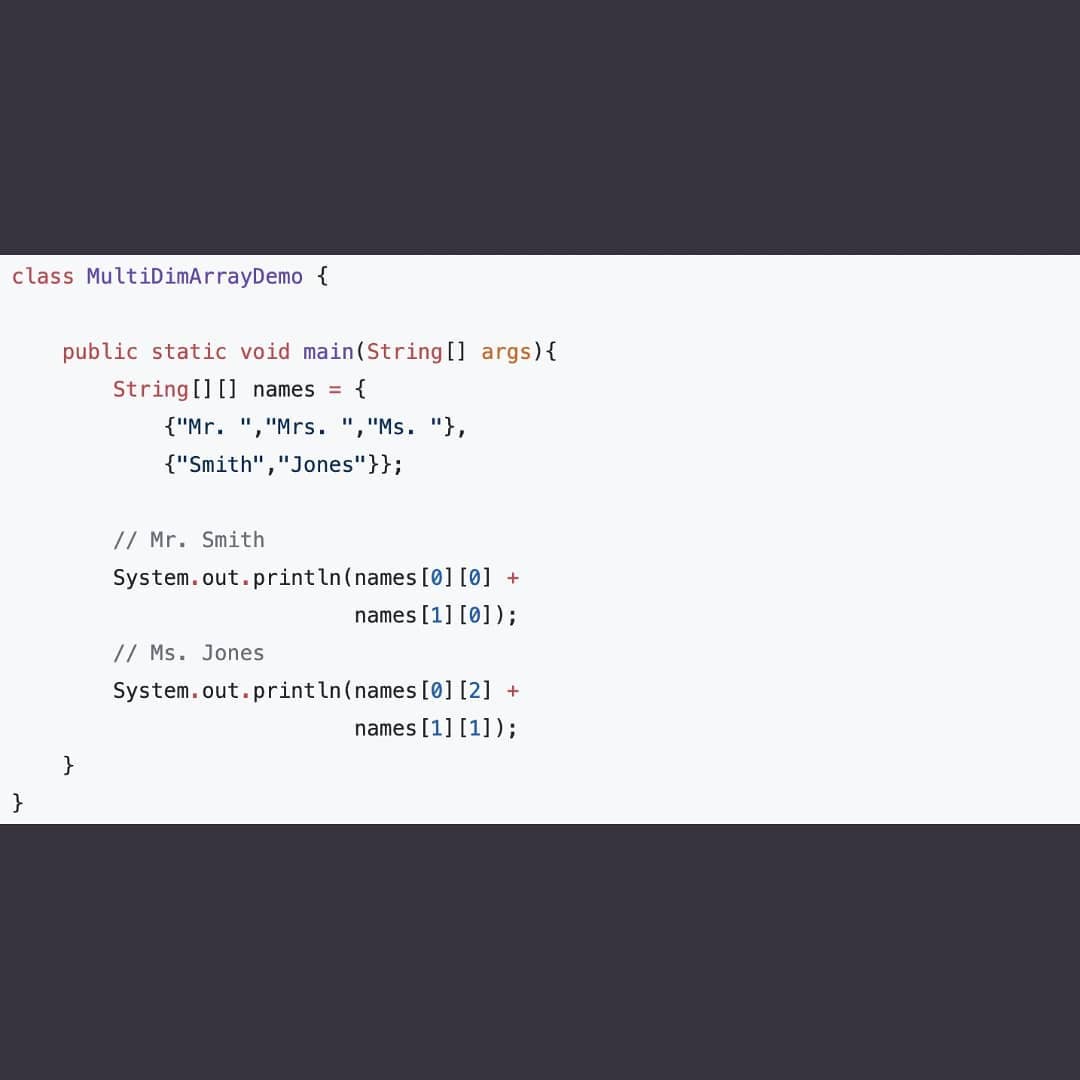 class MultiDimArrayDemo {
    public static void main(String[] args){
        String[][] names = {
            {"Mr. ","Mrs. ","Ms. "},
            {"Smith","Jones"}};
        // Mr. Smith
        System.out.println(names[0][0] +
                           names[1][0]);
        // Ms. Jones
        System.out.println(names[0][2] +
                           names[1][1]);
    }
}